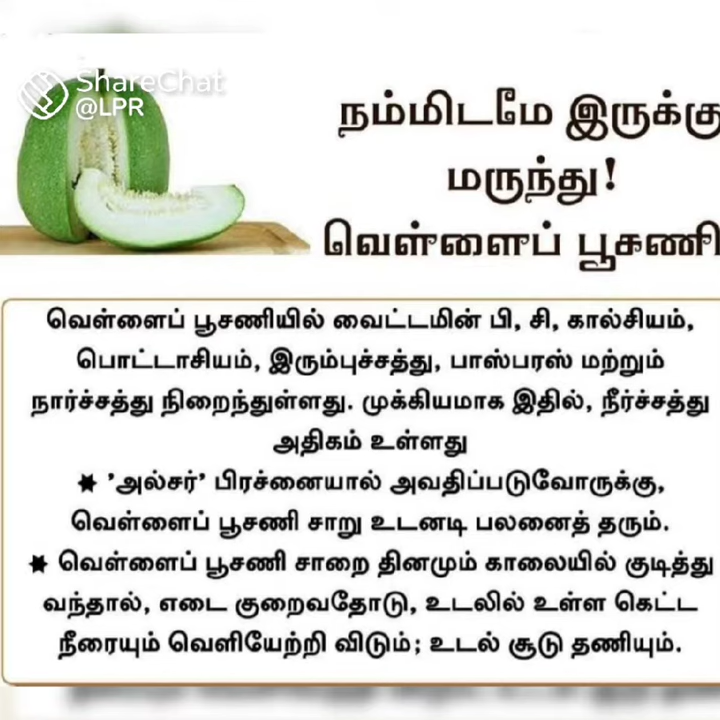 ShareChat
@LPR
நம்மிடமே இருக்கு
மருந்து!
வெள்ளைப் பூசணி
வெள்ளைப் பூசணியில் வைட்டமின் பி, சி, கால்சியம்,
பொட்டாசியம், இரும்புச்சத்து, பாஸ்பரஸ் மற்றும்
நார்ச்சத்து நிறைந்துள்ளது. முக்கியமாக இதில், நீர்ச்சத்து
அதிகம் உள்ளது
✷ 'அல்சர்' பிரச்னையால் அவதிப்படுவோருக்கு,
வெள்ளைப் பூசணி சாறு உடனடி பலனைத் தரும்.
✷ வெள்ளைப் பூசணி சாறை தினமும் காலையில் குடித்து
வந்தால், எடை குறைவதோடு, உடலில் உள்ள கெட்ட
நீரையும் வெளியேற்றி விடும்; உடல் சூடு தணியும்.